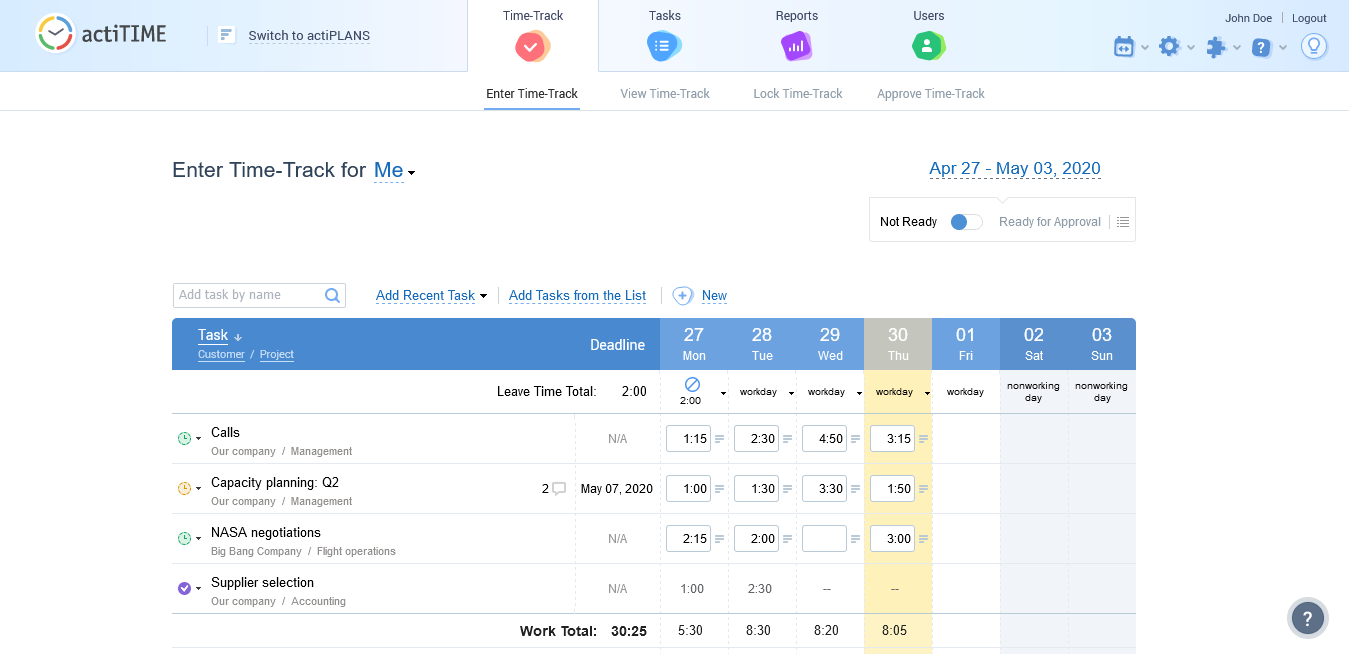 actiTIME
Switch to actiPLANS
Time-Track
Tasks
Reports
Users
John Doe
Logout
Enter Time-Track
View Time-Track
Lock Time-Track
Approve Time-Track
Enter Time-Track for Me
Apr 27 - May 03, 2020
Not Ready
Ready for Approval
Add task by name
Add Recent Task
Add Tasks from the List
New
Task ↓
Customer / Project
Deadline
27 Mon
28 Tue
29 Wed
30 Thu
01 Fri
02 Sat
03 Sun
Leave Time Total: 2:00
2:00
workday
workday
workday
workday
nonworking day
nonworking day
Calls
Our company / Management
N/A 1:15 2:30 4:50 3:15
Capacity planning: Q2
Our company / Management
2 May 07, 2020 1:00 1:30 3:30 1:50
NASA negotiations
Big Bang Company / Flight operations
N/A 2:15 2:00 3:00
Supplier selection
Our company / Accounting
N/A 1:00 2:30 -- --
Work Total: 30:25 5:30 8:30 8:20 8:05
?